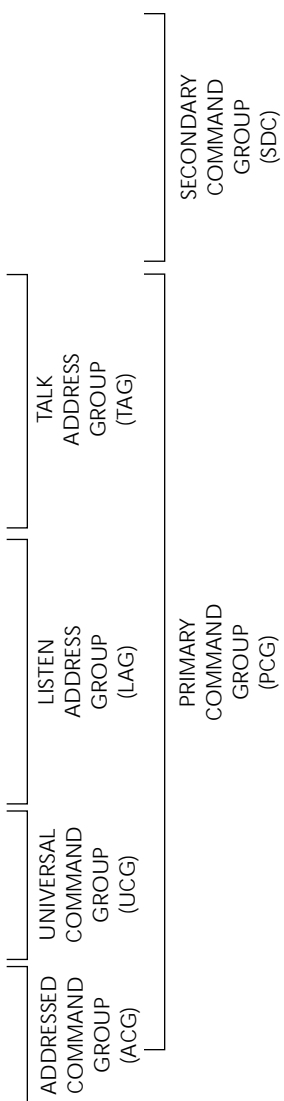 ADDRESSED
COMMAND
GROUP
(ACG)
UNIVERSAL
COMMAND
GROUP
(UCG)
LISTEN
ADDRESS
GROUP
(LAG)
TALK
ADDRESS
GROUP
(TAG)
PRIMARY
COMMAND
GROUP
(PCG)
SECONDARY
COMMAND
GROUP
(SDC)